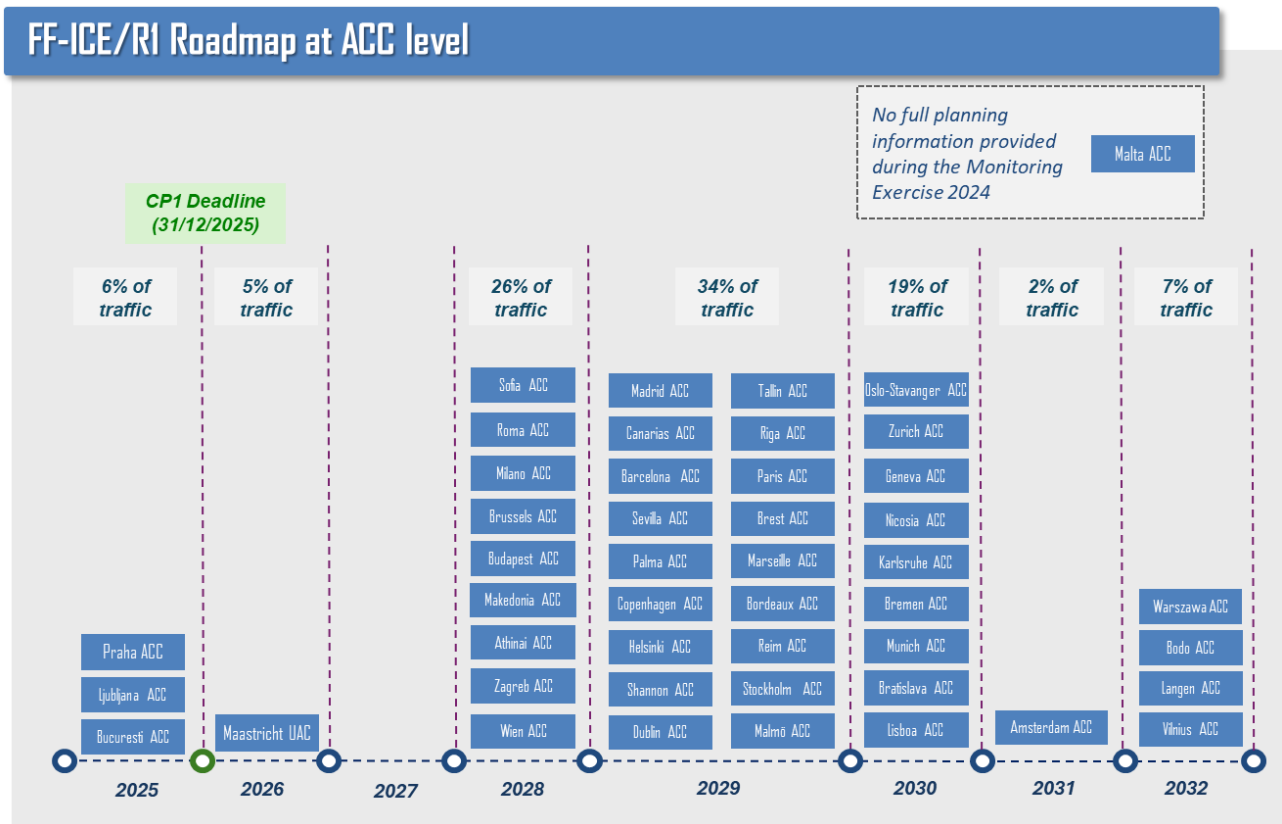 FF-ICE/R1 Roadmap at ACC level
No full planning
information provided
during the Monitoring
Exercise 2024
Malta ACC
CP1 Deadline
(31/12/2025)
6% of
traffic
5% of
traffic
26% of
traffic
34% of
traffic
19% of
traffic
2% of
traffic
7% of
traffic
Praha ACC
Ljubljana ACC
Bucuresti ACC
Maastricht UAC
Sofia ACC
Roma ACC
Milano ACC
Brussels ACC
Budapest ACC
Makedonia ACC
Athinai ACC
Zagreb ACC
Wien ACC
Madrid ACC
Canarias ACC
Barcelona ACC
Sevilla ACC
Palma ACC
Copenhagen ACC
Helsinki ACC
Shannon ACC
Dublin ACC
Tallin ACC
Riga ACC
Paris ACC
Brest ACC
Marseille ACC
Bordeaux ACC
Reim ACC
Stockholm ACC
Malmö ACC
Oslo-Stavanger ACC
Zurich ACC
Geneva ACC
Nicosia ACC
Karlsruhe ACC
Bremen ACC
Munich ACC
Bratislava ACC
Lisboa ACC
Amsterdam ACC
Warszawa ACC
Bodo ACC
Langen ACC
Vilnius ACC
2025
2026
2027
2028
2029
2030
2031
2032